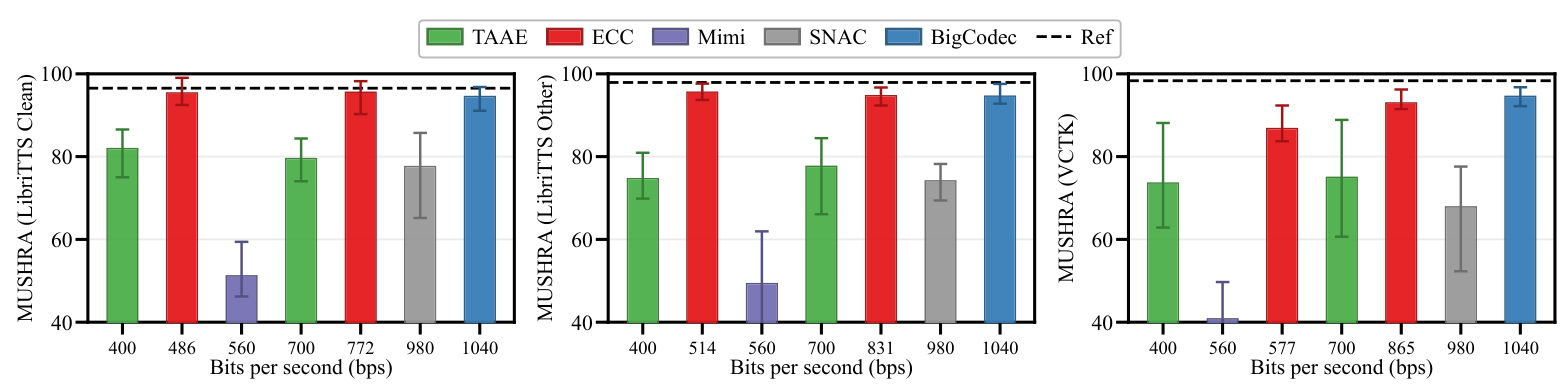 TAAE ECC Mimi SNAC BigCodec Ref
MUSHRA (LibriTTS Clean)
100
80
60
40
400 486 560 700 772 980 1040
Bits per second (bps)
MUSHRA (LibriTTS Other)
100
80
60
40
400 514 560 700 831 980 1040
Bits per second (bps)
MUSHRA (VCTK)
100
80
60
40
400 560 577 700 865 980 1040
Bits per second (bps)